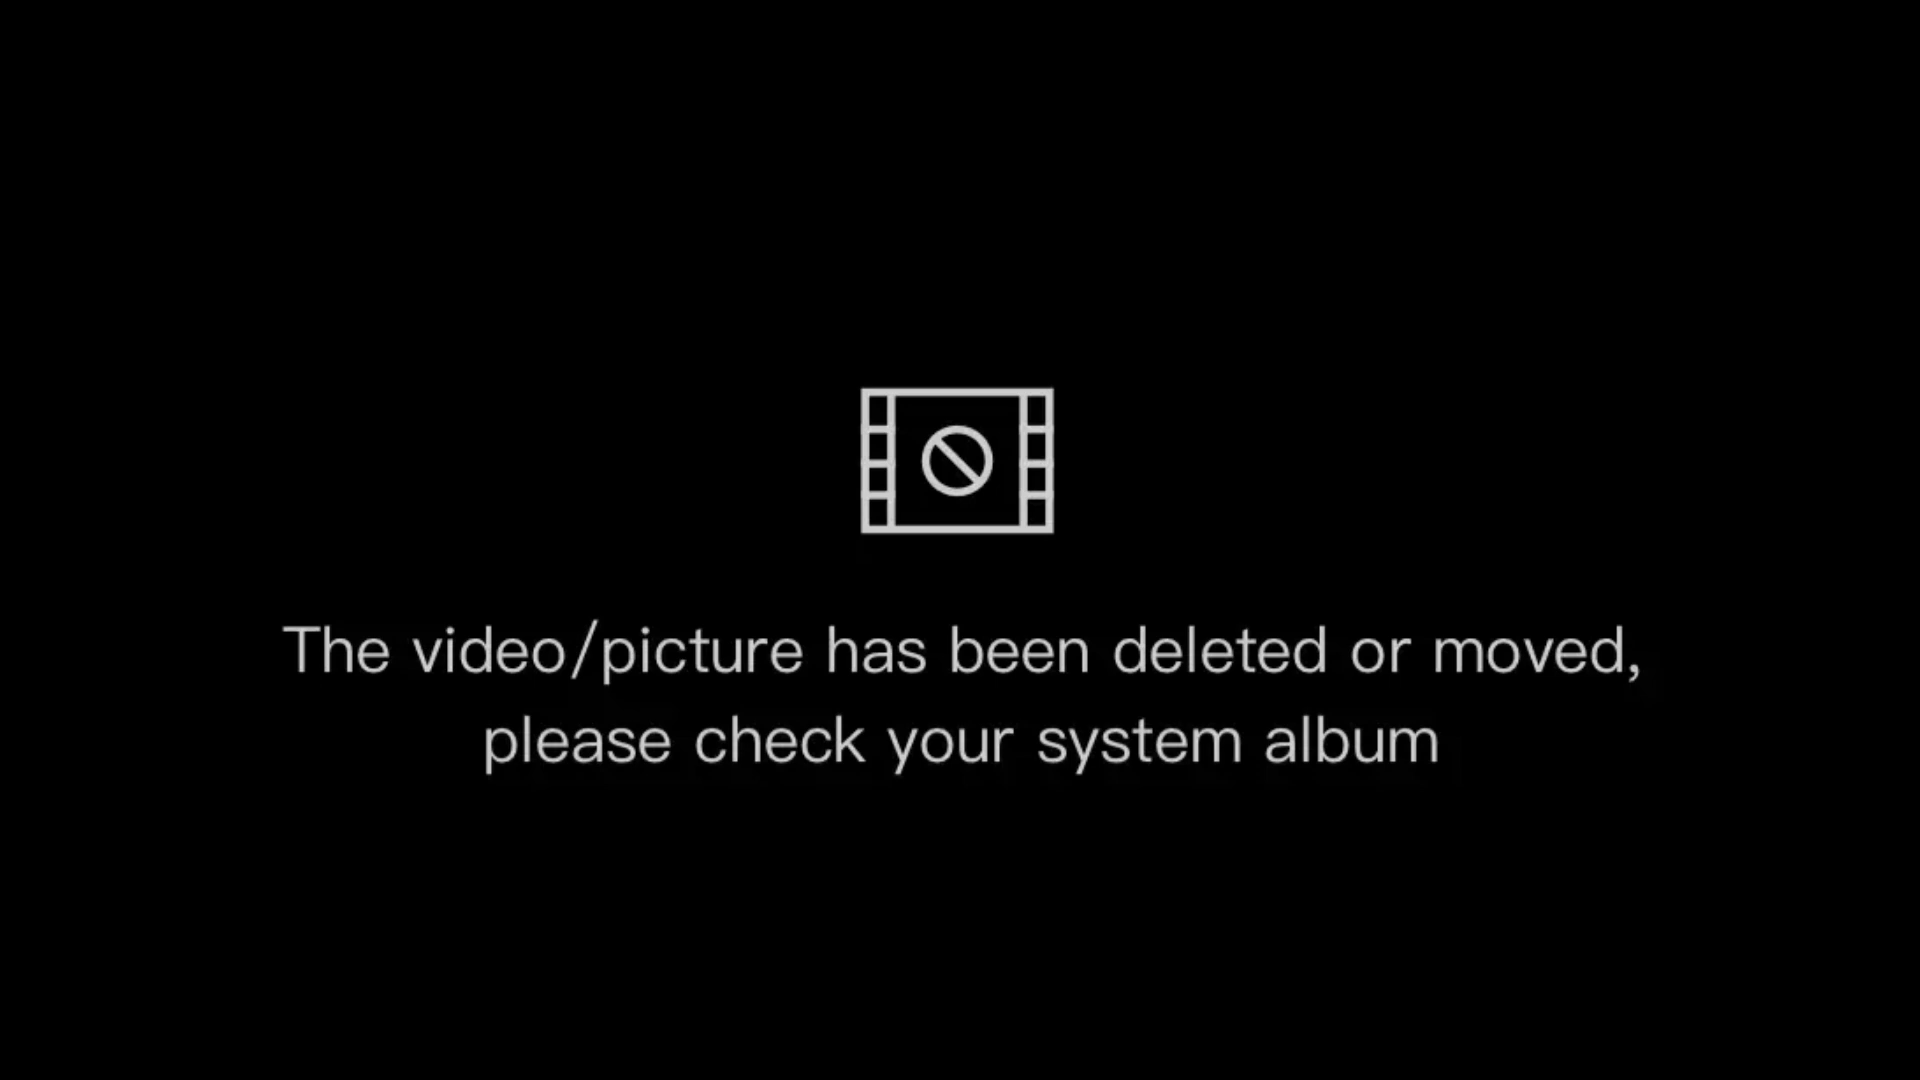 The video/picture has been deleted or moved,
please check your system album